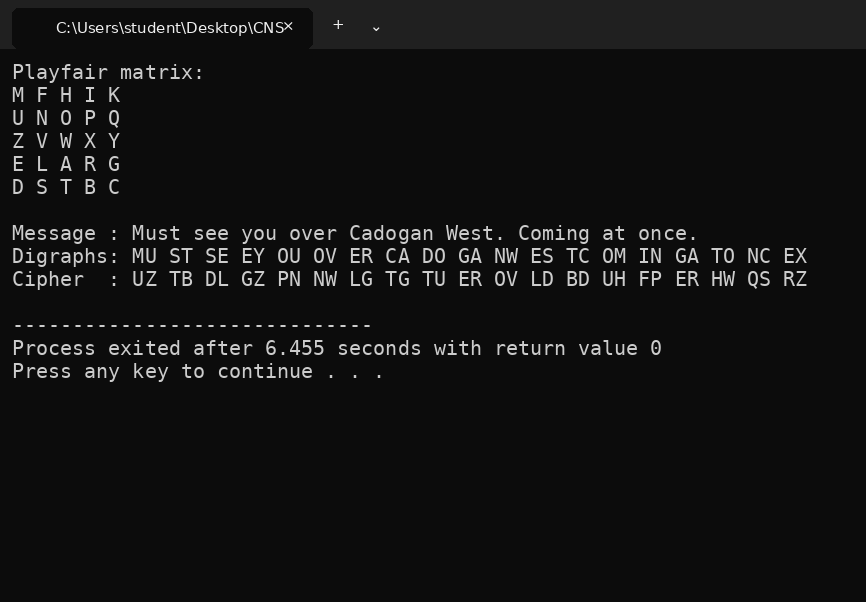 C:\Users\student\Desktop\CNS
Playfair matrix:
M F H I K
U N O P Q
Z V W X Y
E L A R G
D S T B C
Message : Must see you over Cadogan West. Coming at once.
Digraphs: MU ST SE EY OU OV ER CA DO GA NW ES TC OM IN GA TO NC EX
Cipher  : UZ TB DL GZ PN NW LG TG TU ER OV LD BD UH FP ER HW QS RZ
-------------------------------
Process exited after 6.455 seconds with return value 0
Press any key to continue . . .